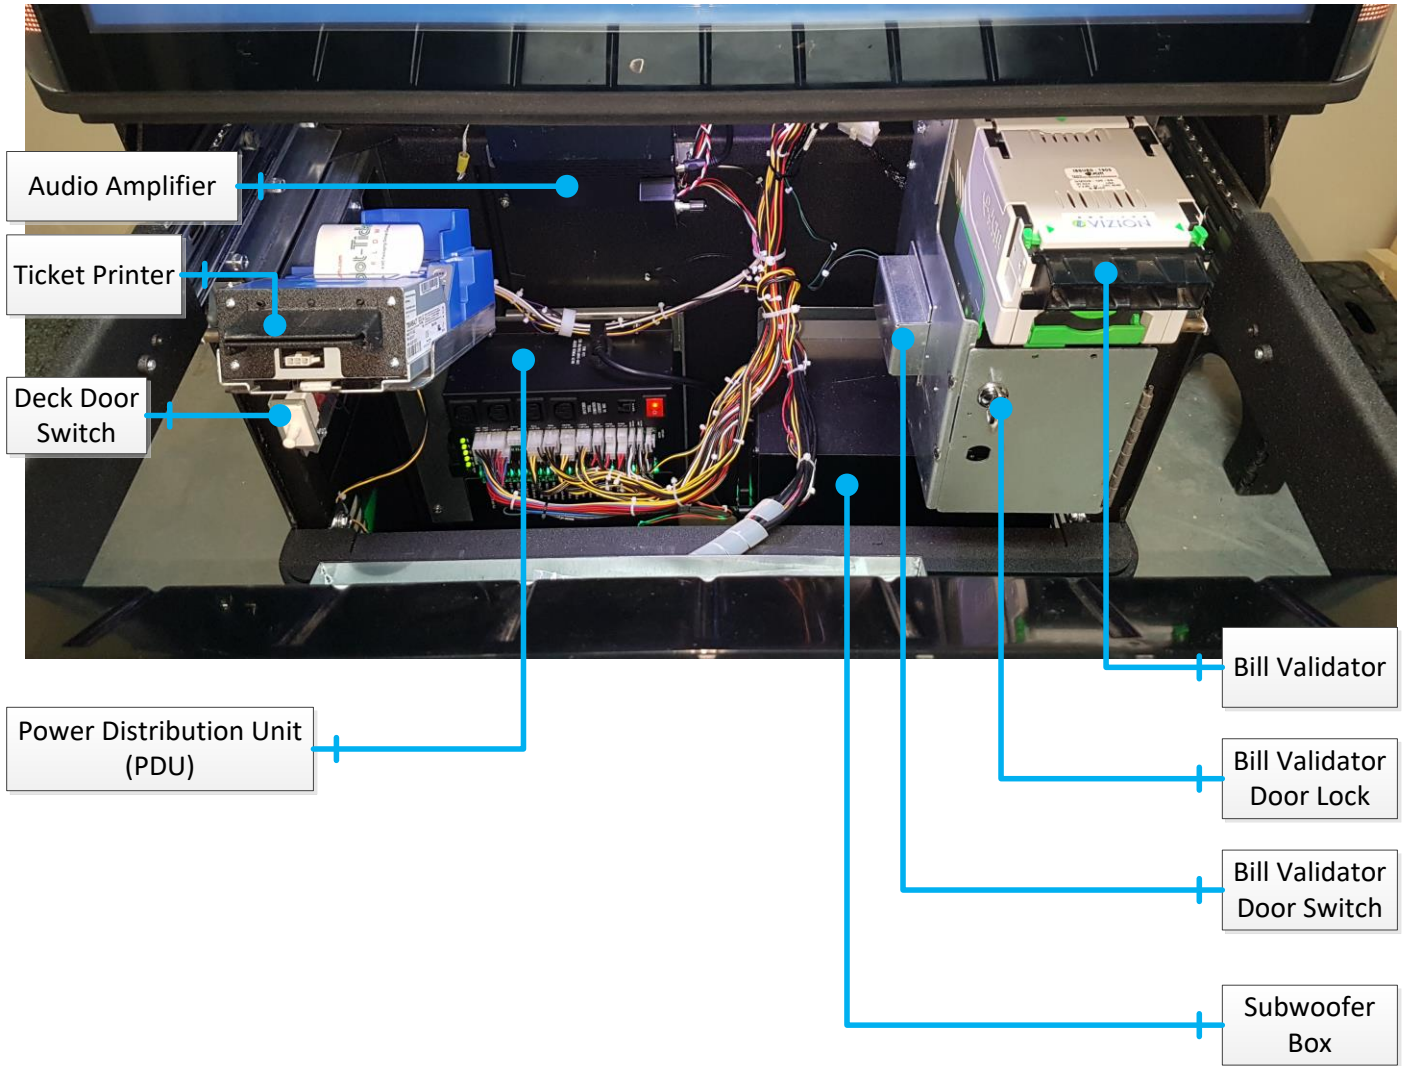 Audio Amplifier
Ticket Printer
Deck Door
Switch
Power Distribution Unit
(PDU)
VIZION
Bill Validator
Bill Validator
Door Lock
Bill Validator
Door Switch
Subwoofer
Box